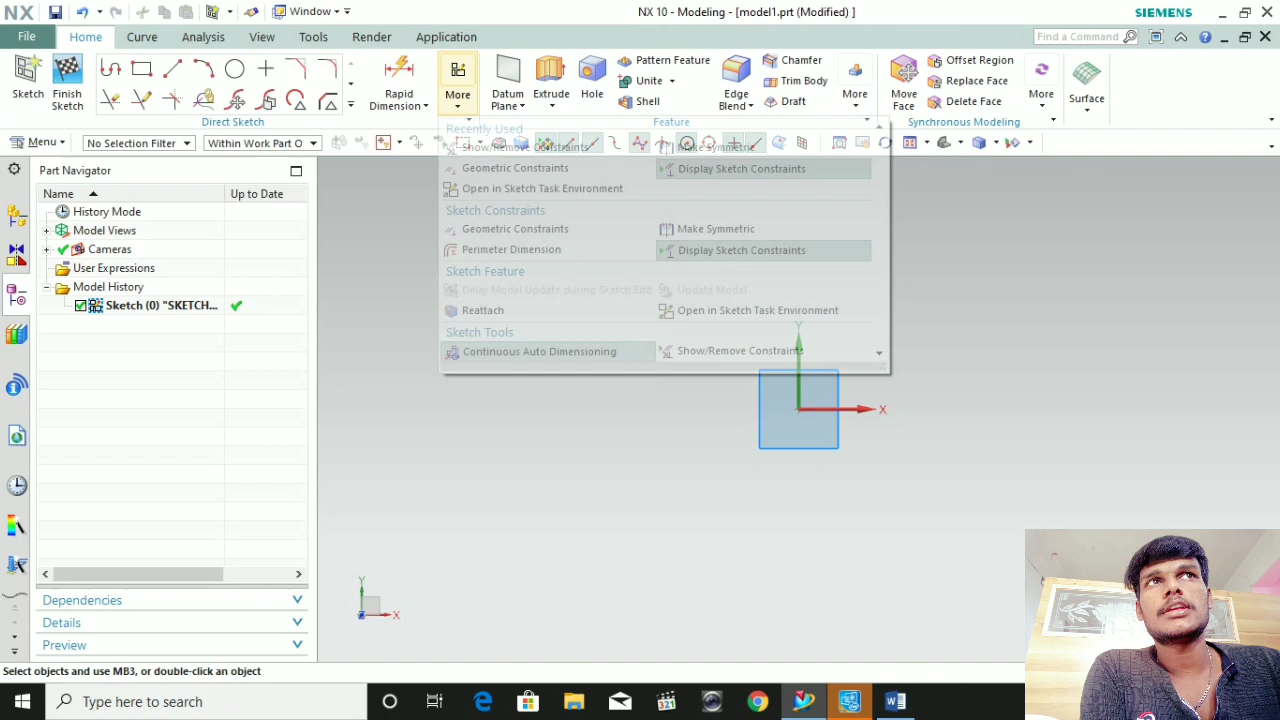 NX Window NX 10 - Modeling - [model1.prt (Modified) ] SIEMENS
File Home Curve Analysis View Tools Render Application Find a Command
Sketch Finish Sketch Rapid Dimension More Datum Plane Extrude Hole Pattern Feature Unite Shell Edge Blend Chamfer Trim Body Draft More Move Face Offset Region Replace Face Delete Face More Surface
Direct Sketch Feature Synchronous Modeling
Menu No Selection Filter Within Work Part O
Recently Used
Show/Remove Constraints Make Symmetric
Geometric Constraints Display Sketch Constraints
Open in Sketch Task Environment
Sketch Constraints
Geometric Constraints Make Symmetric
Perimeter Dimension Display Sketch Constraints
Sketch Feature
Delay Model Update during Sketch Edit Update Model
Reattach Open in Sketch Task Environment
Sketch Tools
Continuous Auto Dimensioning Show/Remove Constraints
Part Navigator
Name Up to Date
History Mode
Model Views
Cameras
User Expressions
Model History
Sketch (0) "SKETCH...
Y
X
Y
X
Dependencies
Details
Preview
Select objects and use MB3, or double-click an object
Type here to search
321